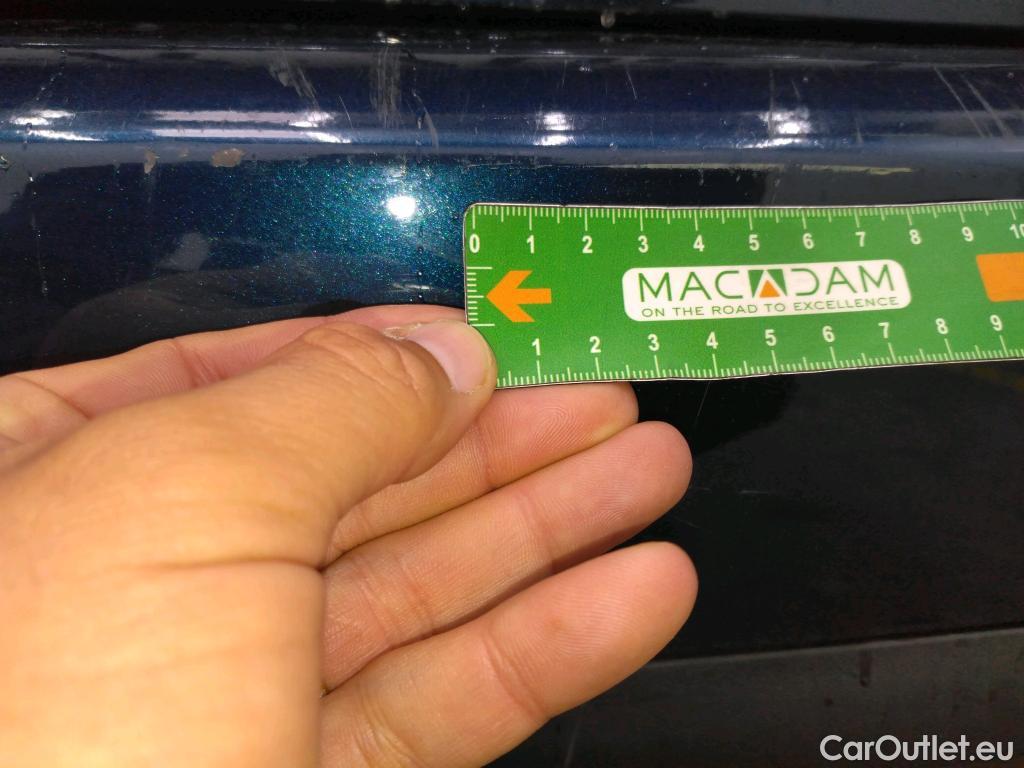 0 1 2 3 4 5 6 7 8 9 10
MACADAM
ON THE ROAD TO EXCELLENCE
1 2 3 4 5 6 7 8 9
CarOutlet.eu